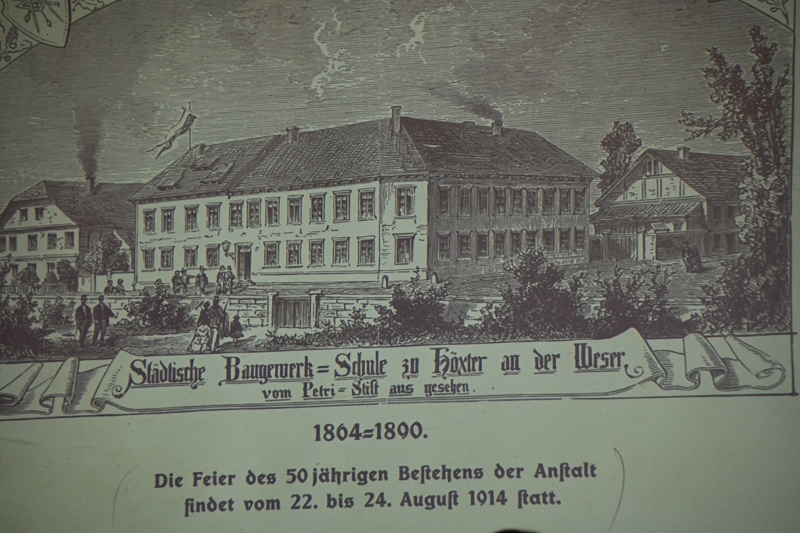 Städtische Baugewerk=Schule zu Höxter an der Weser,
vom Petri=Stift aus gesehen.
1864=1890.
Die Feier des 50jährigen Bestehens der Anstalt
findet vom 22. bis 24. August 1914 statt.